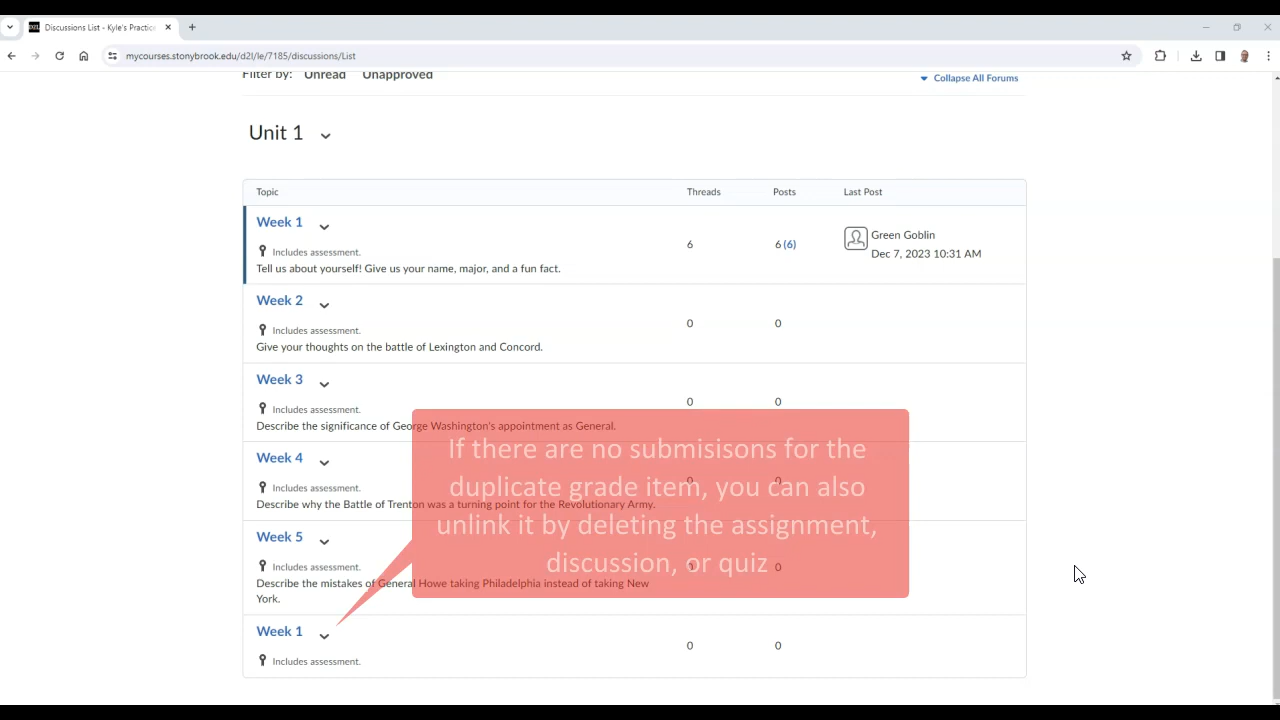 Discussions List - Kyle's Practice
mycourses.stonybrook.edu/d2l/le/7185/discussions/List
Filter by: Unread Unapproved
Collapse All Forums
Unit 1
Topic Threads Posts Last Post
Week 1
Includes assessment.
Tell us about yourself! Give us your name, major, and a fun fact.
6 6 (6)
Green Goblin
Dec 7, 2023 10:31 AM
Week 2
Includes assessment.
Give your thoughts on the battle of Lexington and Concord.
0 0
Week 3
Includes assessment.
Describe the significance of George Washington's appointment as General.
0 0
Week 4
Includes assessment.
Describe why the Battle of Trenton was a turning point for the Revolutionary Army.
0 0
Week 5
Includes assessment.
Describe the mistakes of General Howe taking Philadelphia instead of taking New
York.
0 0
Week 1
Includes assessment.
0 0
If there are no submisisons for the
duplicate grade item, you can also
unlink it by deleting the assignment,
discussion, or quiz